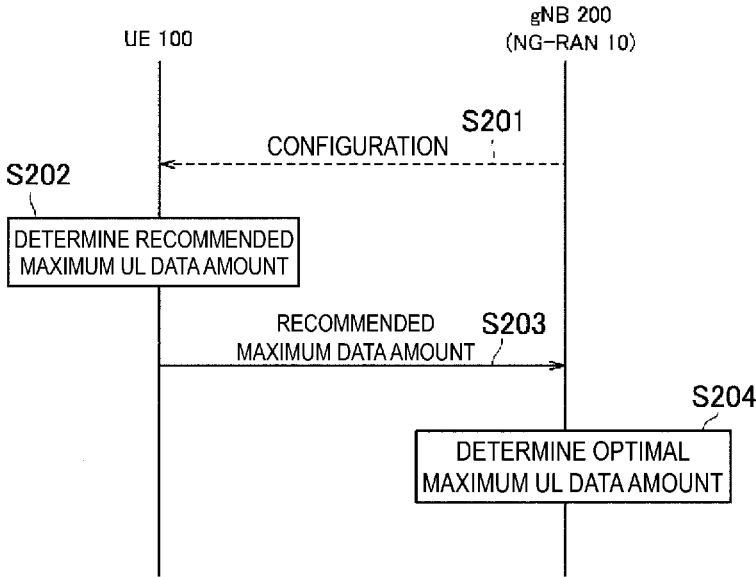 UE 100
gNB 200
(NG-RAN 10)
S201
CONFIGURATION
S202
DETERMINE RECOMMENDED
MAXIMUM UL DATA AMOUNT
RECOMMENDED
MAXIMUM DATA AMOUNT
S203
S204
DETERMINE OPTIMAL
MAXIMUM UL DATA AMOUNT